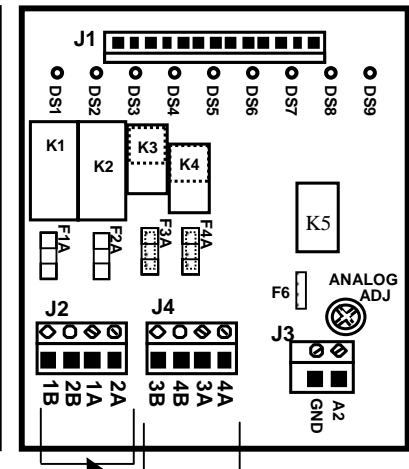 J1
DS1 DS2 DS3 DS4 DS5 DS6 DS7 DS8 DS9
K1 K2 K3 K4
K5
F1A F2A F3A F4A
F6
ANALOG
ADJ
J2 J4 J3
1B 2B 1A 2A 3B 4B 3A 4A
GND A2